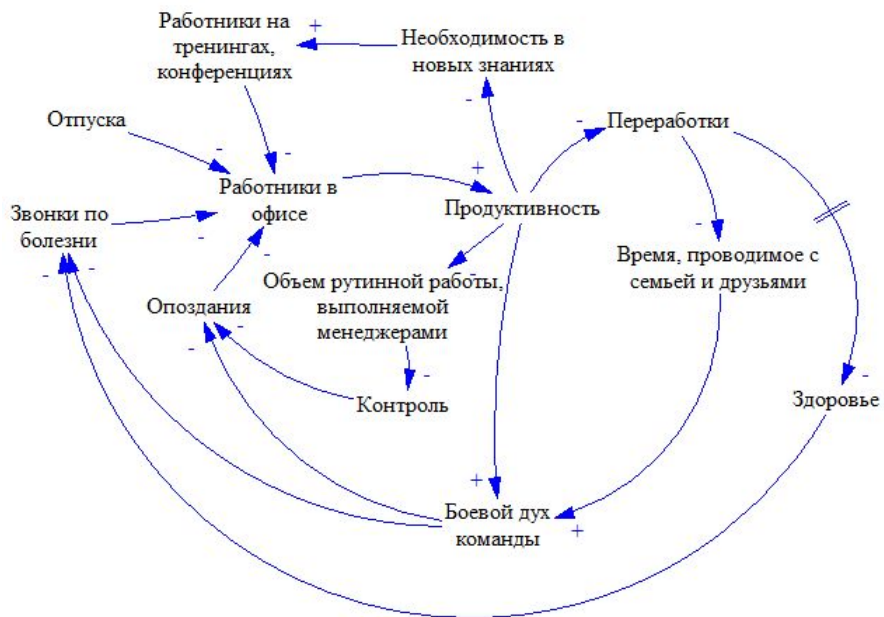 Работники на
тренингах,
конференциях
+
Необходимость в
новых знаниях
-
Отпуска
-
-
-
Переработки
Работники в
офисе
+
Продуктивность
Звонки по
болезни
-
-
-
-
-
Время, проводимое с
семьей и друзьями
Объем рутинной работы,
выполняемой
менеджерами
-
Опоздания
-
-
-
Контроль
-
Здоровье
+
Боевой дух
команды
+